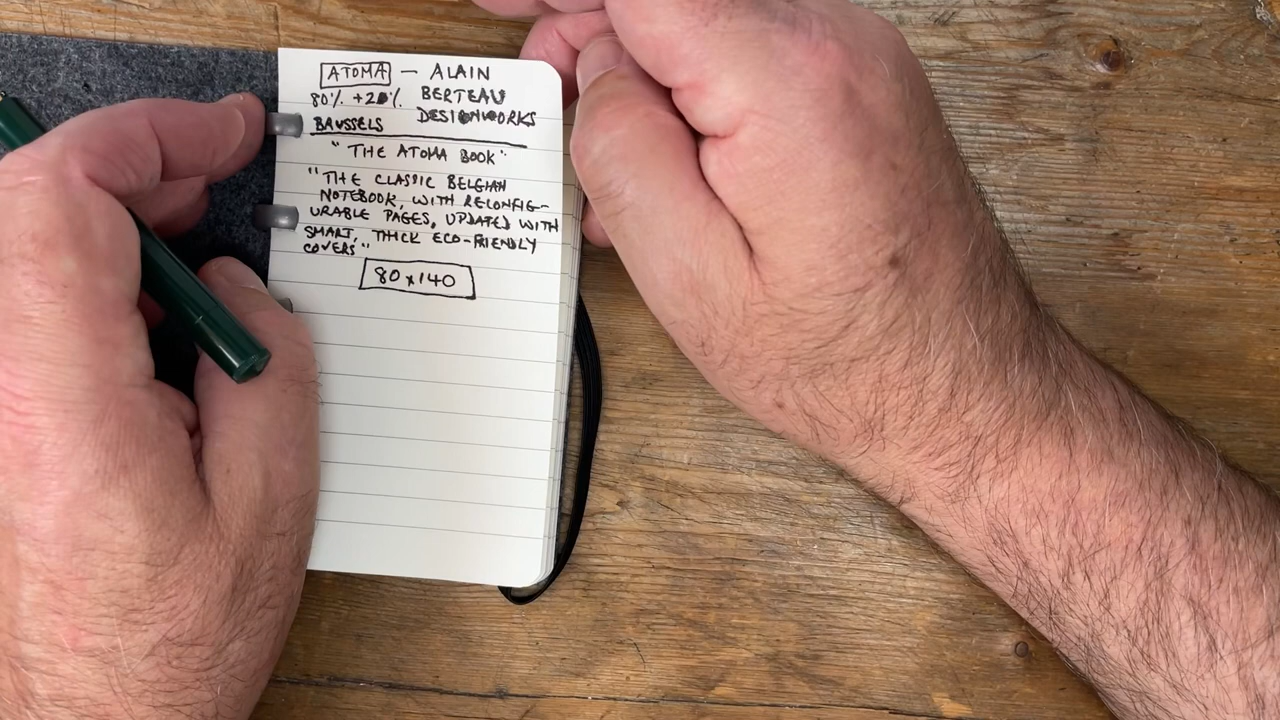 ATOMA — ALAIN
80% +20% BERTEAU
BRUSSELS DESIGNWORKS
"THE ATOMA BOOK"
"THE CLASSIC BELGIAN
NOTEBOOK, WITH RECONFIG-
URABLE PAGES, UPDATED WITH
SMART, THICK ECO-FRIENDLY
COVERS"
80x140